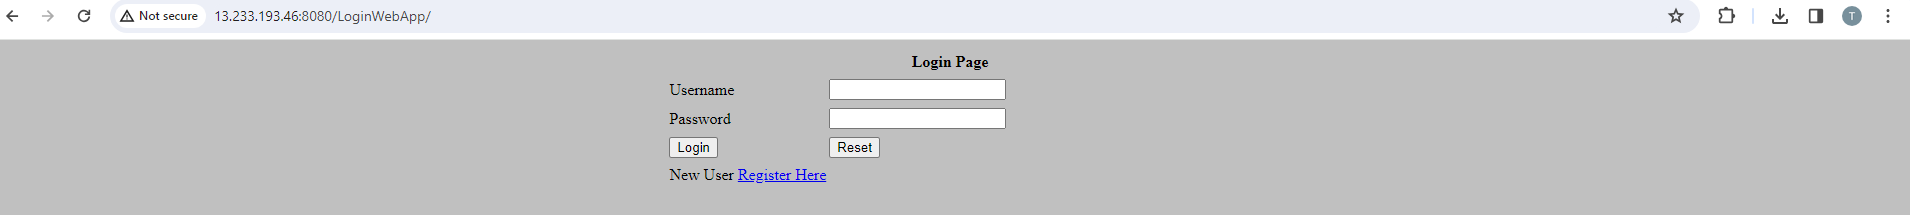 Not secure 13.233.193.46:8080/LoginWebApp/ T
Login Page
Username
Password
Login Reset
New User Register Here